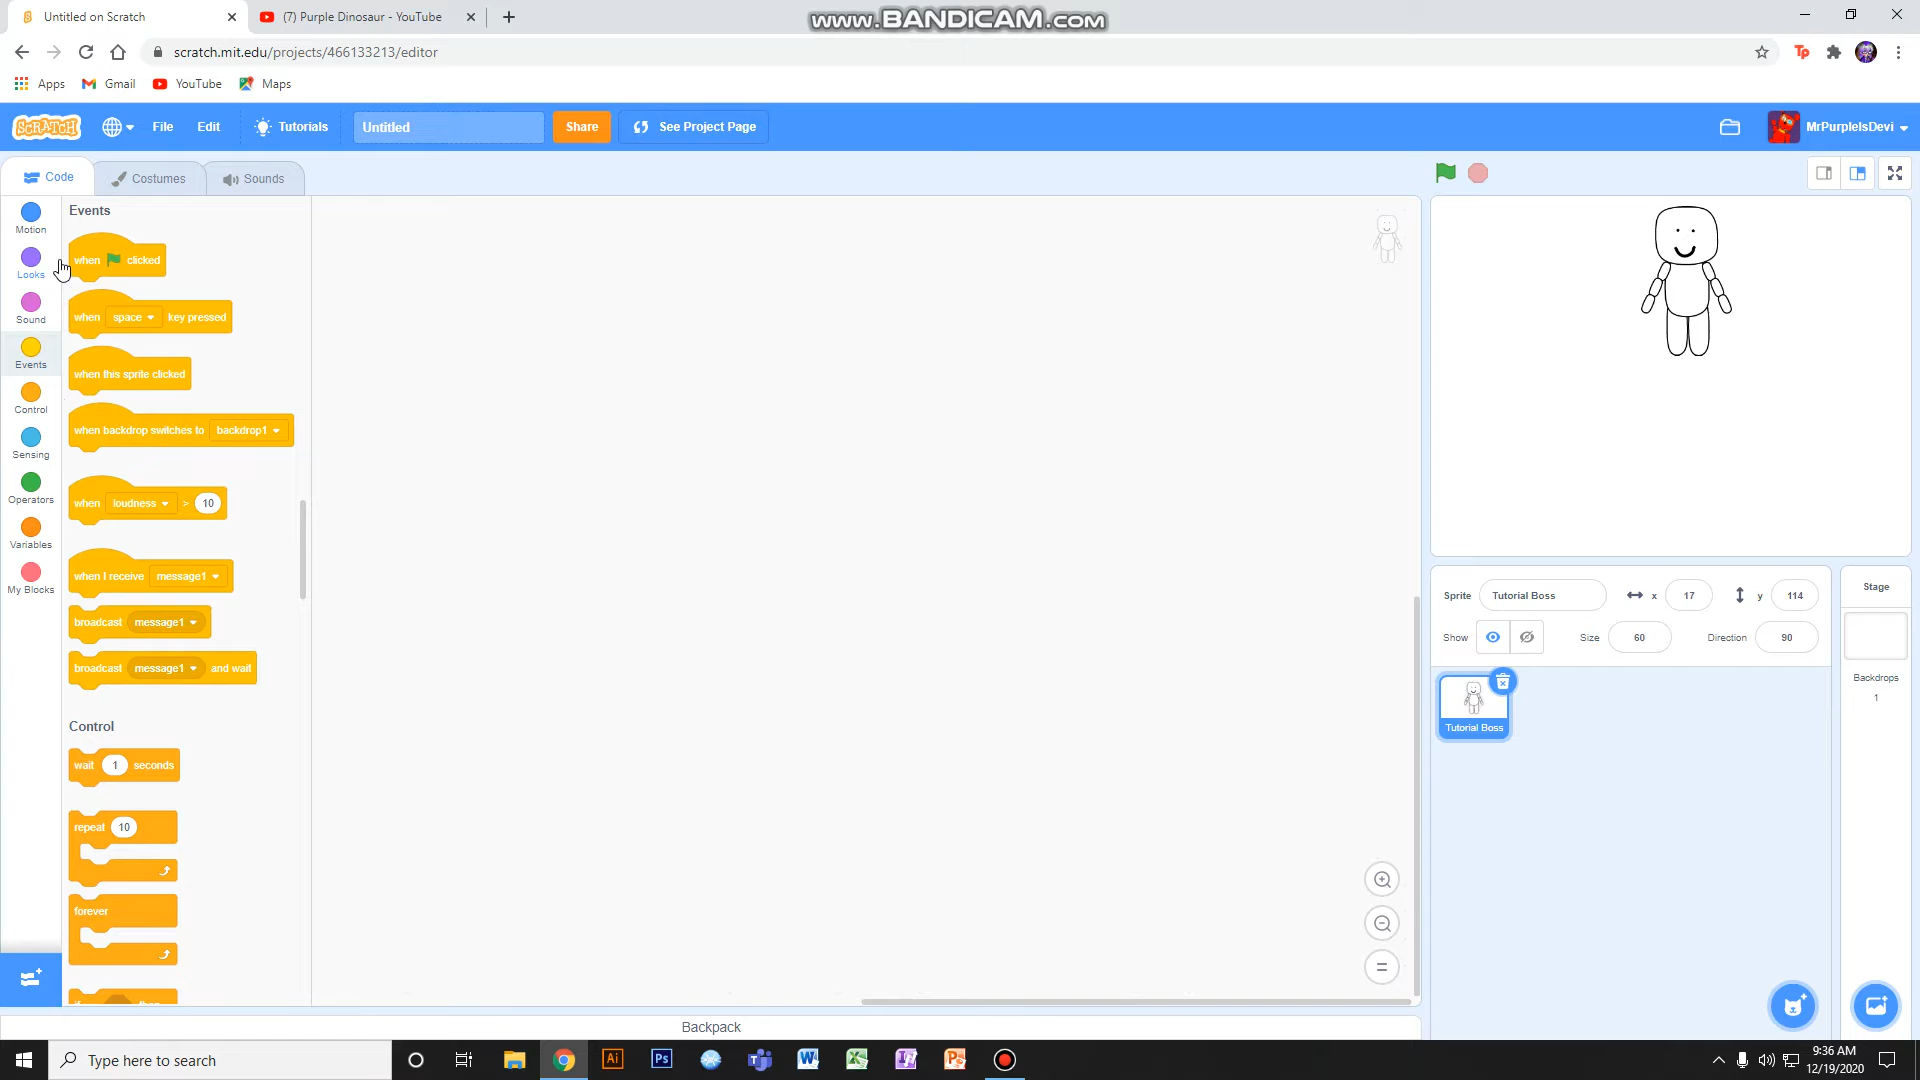 Untitled on Scratch
(7) Purple Dinosaur - YouTube
www.BANDICAM.com
scratch.mit.edu/projects/466133213/editor
Tp
Apps
Gmail
YouTube
Maps
SCRATCH
File
Edit
Tutorials
Untitled
Share
See Project Page
MrPurpleIsDevi
Code
Costumes
Sounds
Motion
Looks
Sound
Events
Control
Sensing
Operators
Variables
My Blocks
Events
when clicked
when space key pressed
when this sprite clicked
when backdrop switches to backdrop1
when loudness > 10
when I receive message1
broadcast message1
broadcast message1 and wait
Control
wait 1 seconds
repeat 10
forever
Backpack
Sprite Tutorial Boss x 17 y 114
Show Size 60 Direction 90
Tutorial Boss
Stage
Backdrops
1
Type here to search
Ai
Ps
9:36 AM
12/19/2020